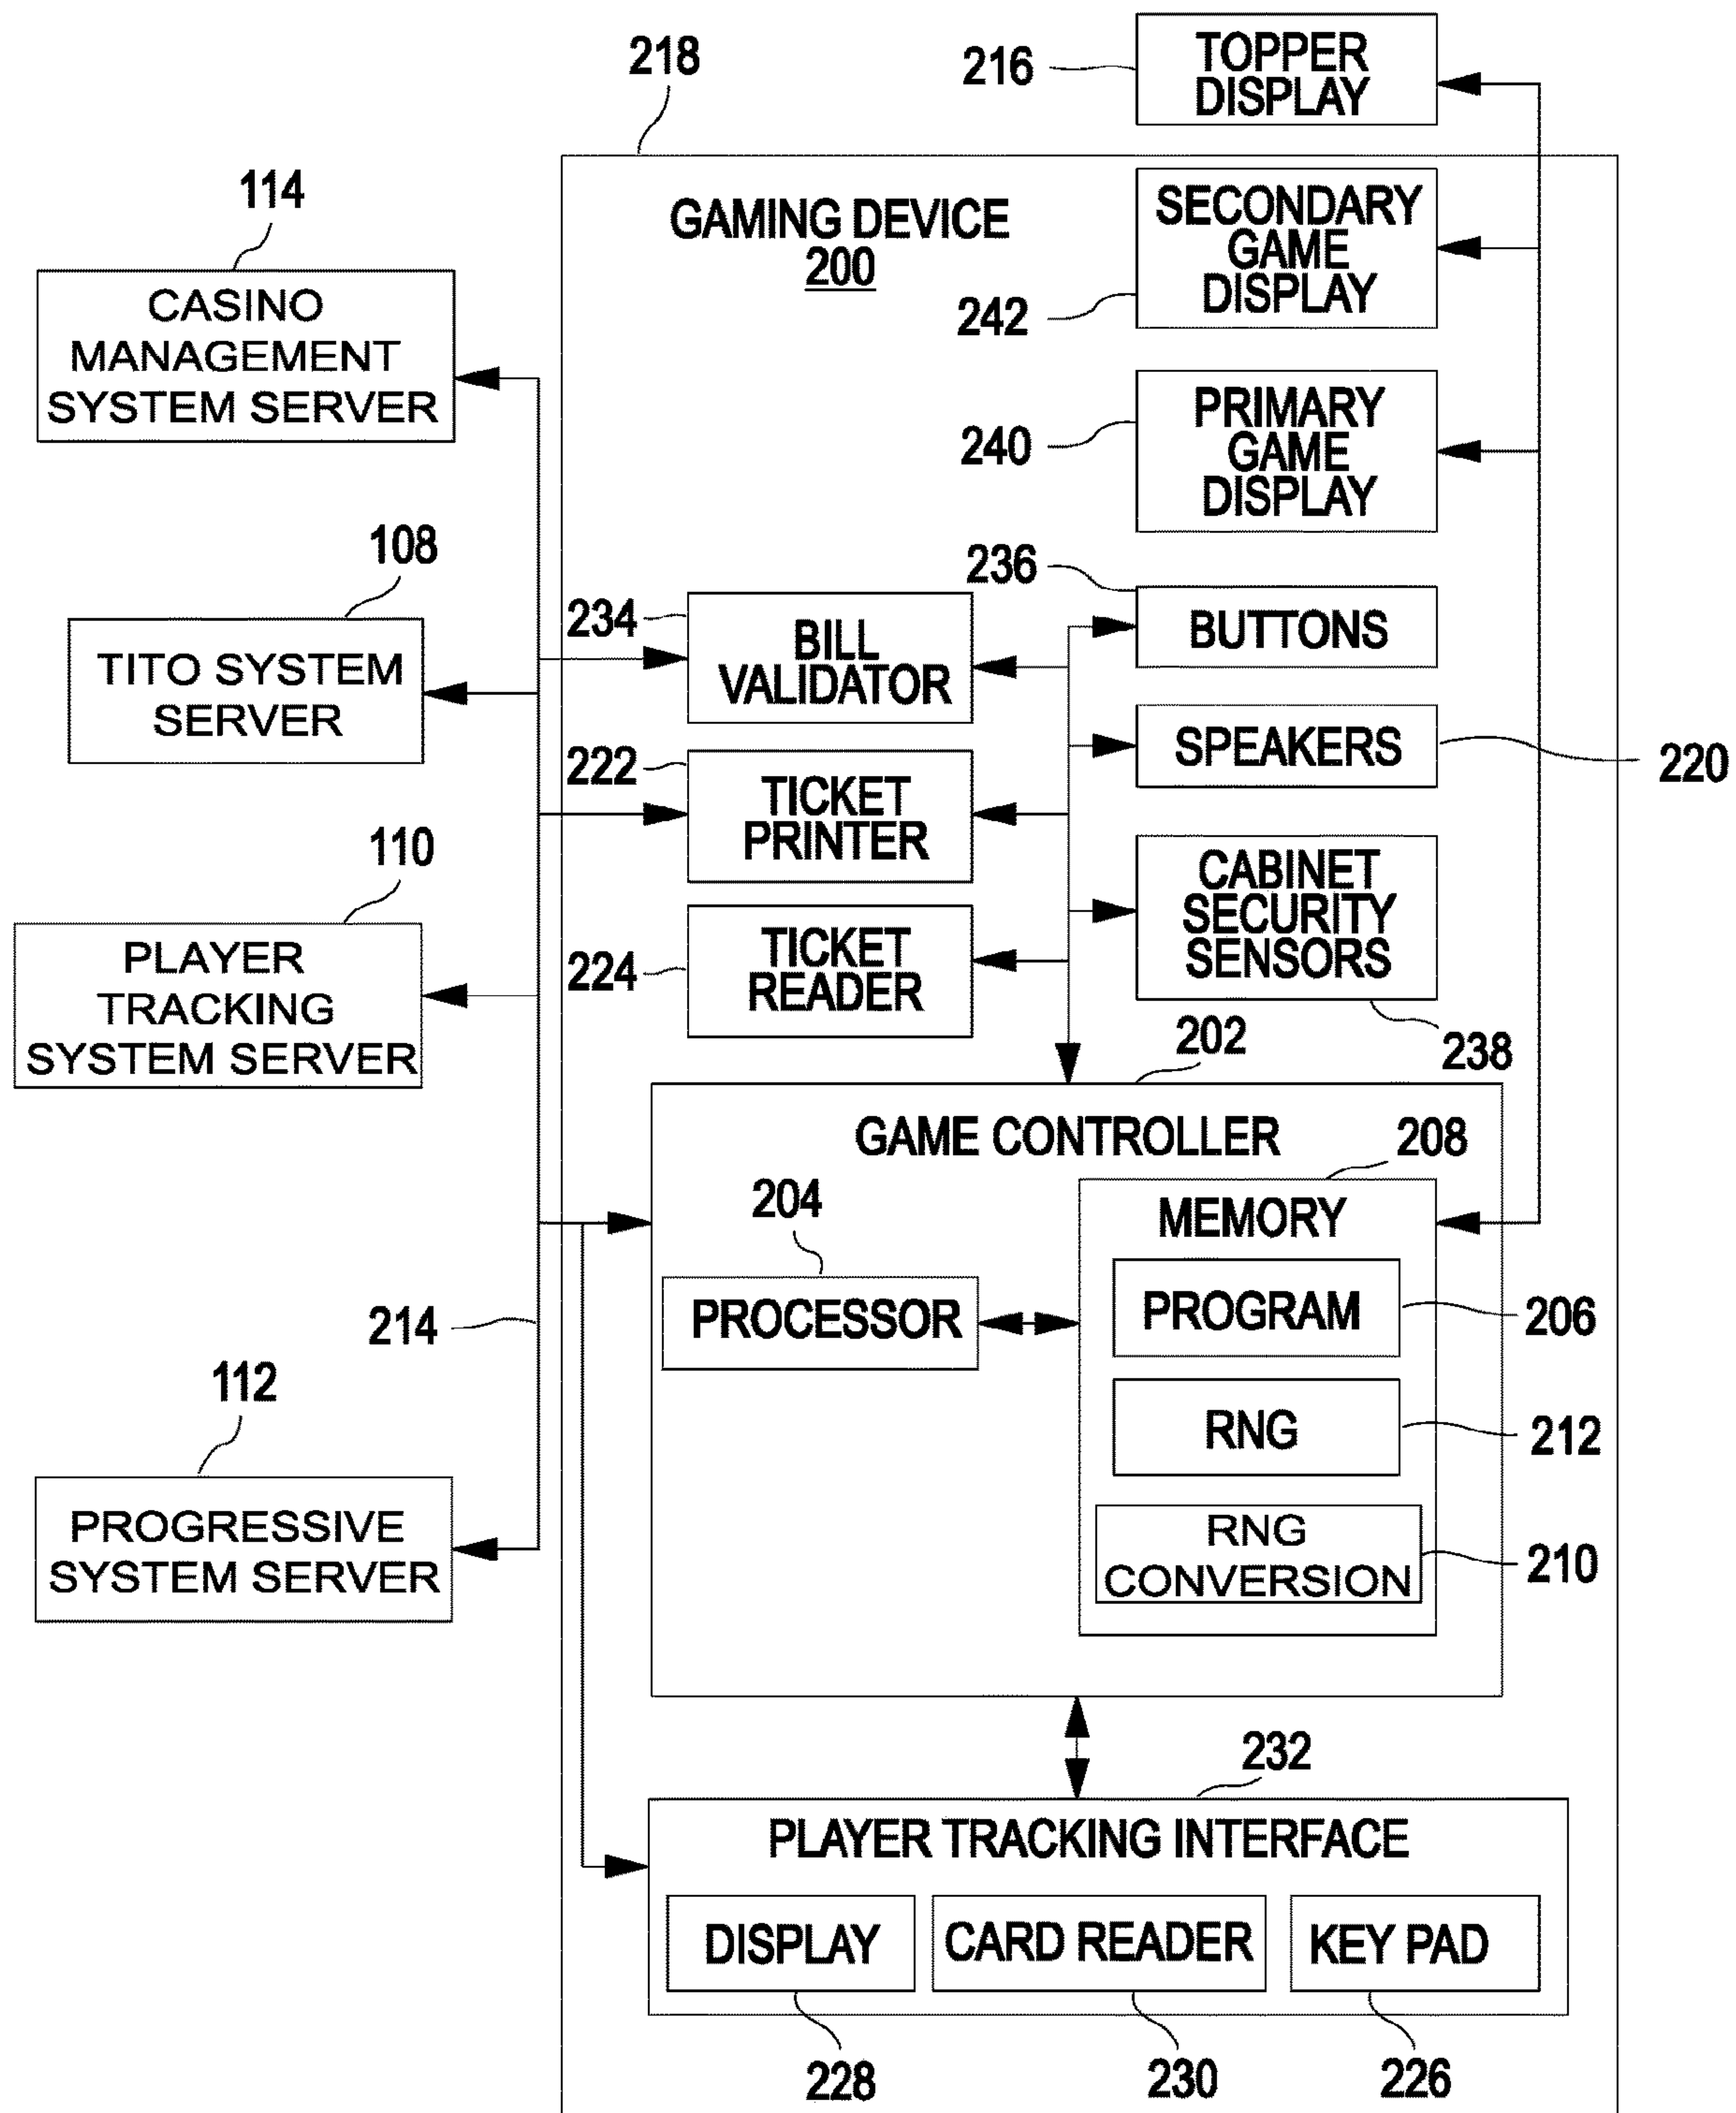 216
TOPPER
DISPLAY
218
114
GAMING DEVICE
200
SECONDARY
GAME
DISPLAY
242
CASINO
MANAGEMENT
SYSTEM SERVER
PRIMARY
GAME
DISPLAY
240
108
236
BUTTONS
234
BILL
VALIDATOR
TITO SYSTEM
SERVER
SPEAKERS
220
222
TICKET
PRINTER
110
CABINET
SECURITY
SENSORS
238
224
TICKET
READER
PLAYER
TRACKING
SYSTEM SERVER
202
GAME CONTROLLER
208
204
MEMORY
PROCESSOR
PROGRAM
206
214
112
RNG
212
PROGRESSIVE
SYSTEM SERVER
RNG
CONVERSION
210
232
PLAYER TRACKING INTERFACE
DISPLAY
CARD READER
KEY PAD
228
230
226